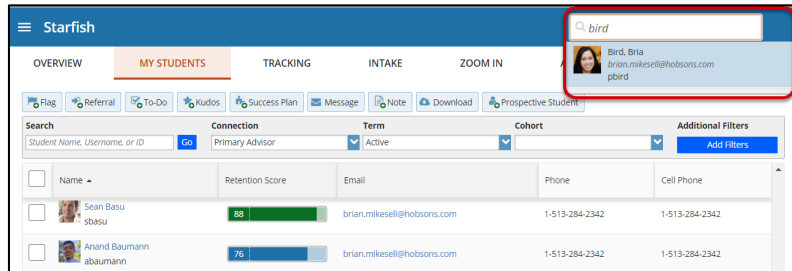 Starfish
bird
Bird, Bria
brian.mikesell@hobsons.com
pbird
OVERVIEW MY STUDENTS TRACKING INTAKE ZOOM IN
Flag Referral To-Do Kudos Success Plan Message Note Download Prospective Student
Search Connection Term Cohort Additional Filters
Student Name, Username, or ID Go Primary Advisor Active Add Filters
Name Retention Score Email Phone Cell Phone
Sean Basu
sbasu
88 brian.mikesell@hobsons.com 1-513-284-2342 1-513-284-2342
Anand Baumann
abaumann
76 brian.mikesell@hobsons.com 1-513-284-2342 1-513-284-2342